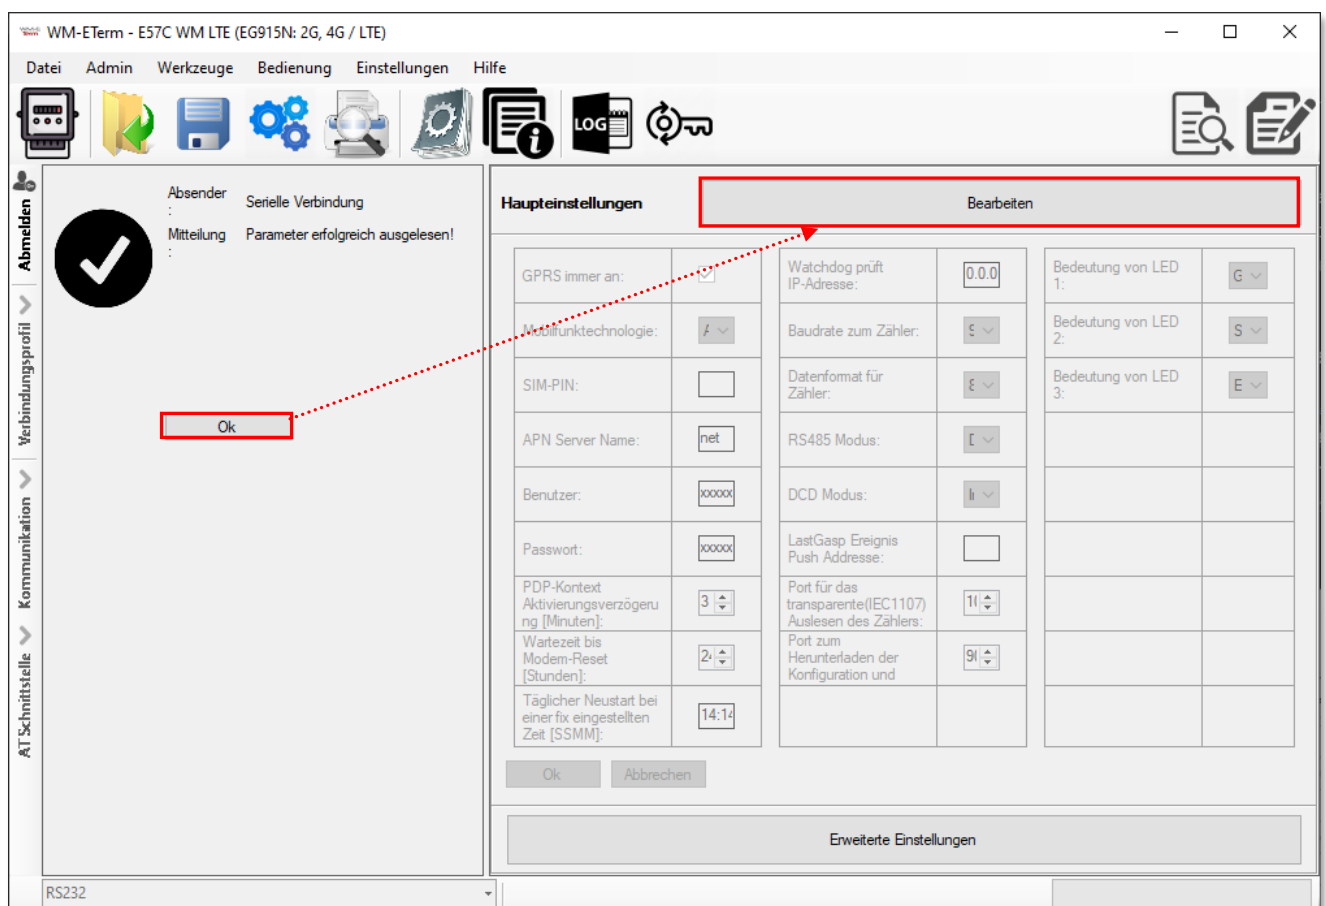 WM-ETerm - E57C WM LTE (EG915N: 2G, 4G / LTE)
Datei Admin Werkzeuge Bedienung Einstellungen Hilfe
LOG
Abmelden
Verbindungsprofil
Kommunikation
AT Schnittstelle
Absender
:
Serielle Verbindung
Mitteilung
:
Parameter erfolgreich ausgelesen!
Ok
Haupteinstellungen
Bearbeiten
GPRS immer an:
Mobilfunktechnologie:
SIM-PIN:
APN Server Name:
net
Benutzer:
xxxxx
Passwort:
xxxxx
PDP-Kontext
Aktivierungsverzögeru
ng [Minuten]:
3
Wartezeit bis
Modem-Reset
[Stunden]:
Täglicher Neustart bei
einer fix eingestellten
Zeit [SSMM]:
14:14
Watchdog prüft
IP-Adresse:
0.0.0
Baudrate zum Zähler:
9
Datenformat für
Zähler:
8
RS485 Modus:
DCD Modus:
LastGasp Ereignis
Push Addresse:
Port für das
transparente(IEC1107)
Auslesen des Zählers:
Port zum
Herunterladen der
Konfiguration und
Bedeutung von LED
1:
G
Bedeutung von LED
2:
S
Bedeutung von LED
3:
E
Ok Abbrechen
Erweiterte Einstellungen
RS232